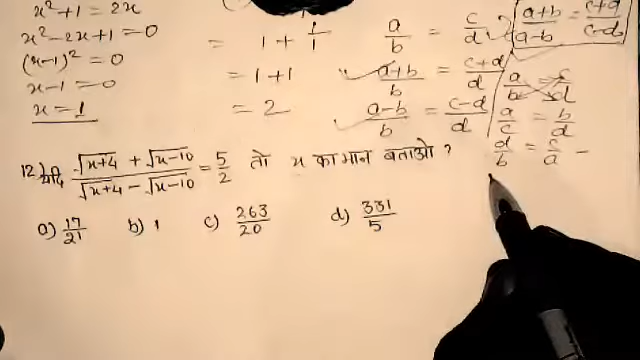 x²+1 = 2x
x²-2x+1 = 0
(x-1)² = 0
x-1 = 0
x = 1
= 1 + 1/1
= 1+1
= 2
a/b = c/d
(a+b)/b = (c+d)/d
(a-b)/b = (c-d)/d
(a+b)/(a-b) = (c+d)/(c-d)
a/b = c/d
a/c = b/d
d/b = c/a -
12) यदि (√(x+4) + √(x-10))/(√(x+4) - √(x-10)) = 5/2 तो x का मान बताओ ?
a) 17/21 b) 1 c) 263/20 d) 331/5